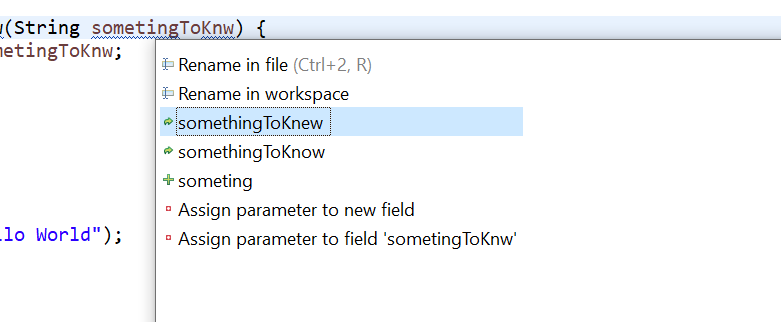 w(String sometingToKnw) {
metingToKnw;
Rename in file (Ctrl+2, R)
Rename in workspace
somethingToKnew
somethingToKnow
someting
Assign parameter to new field
llo World");
Assign parameter to field 'sometingToKnw'